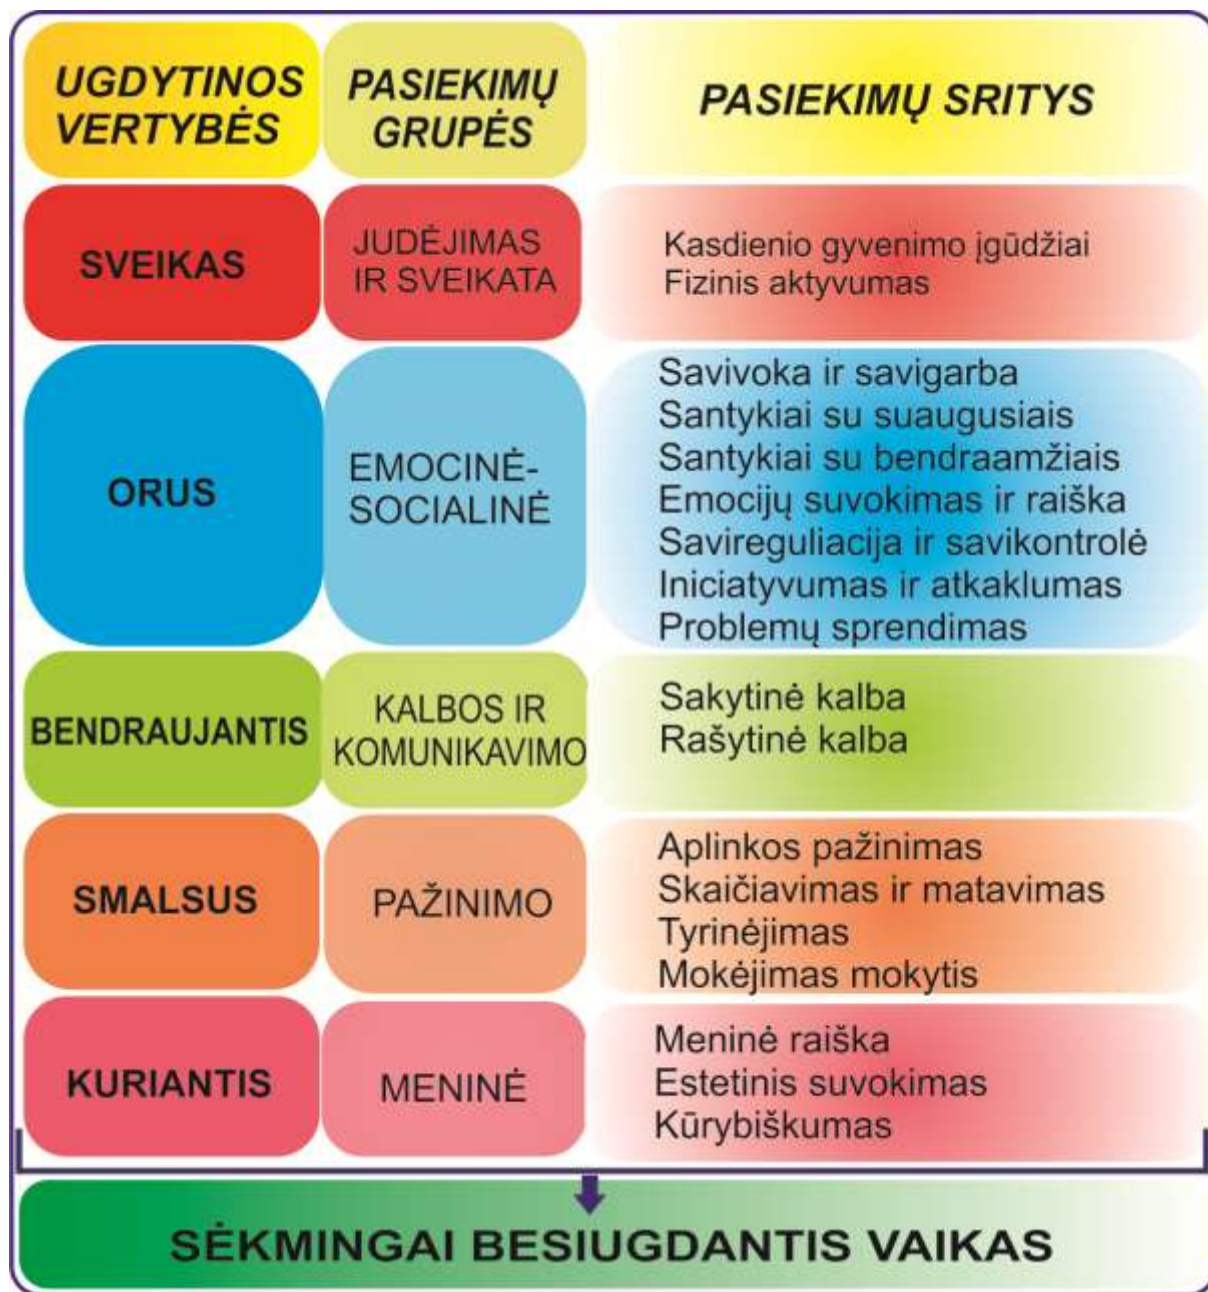 UGDYTINOS
VERTYBĖS
PASIEKIMŲ
GRUPĖS
PASIEKIMŲ SRITYS
SVEIKAS
JUDĖJIMAS
IR SVEIKATA
Kasdienio gyvenimo įgūdžiai
Fizinis aktyvumas
ORUS
EMOCINĖ-
SOCIALINĖ
Savivoka ir savigarba
Santykiai su suaugusiais
Santykiai su bendraamžiais
Emocijų suvokimas ir raiška
Savireguliacija ir savikontrolė
Iniciatyvumas ir atkaklumas
Problemų sprendimas
BENDRAUJANTIS
KALBOS IR
KOMUNIKAVIMO
Sakytinė kalba
Rašytinė kalba
SMALSUS
PAŽINIMO
Aplinkos pažinimas
Skaičiavimas ir matavimas
Tyrinėjimas
Mokėjimas mokytis
KURIANTIS
MENINĖ
Meninė raiška
Estetinis suvokimas
Kūrybiškumas
SĖKMINGAI BESIUGDANTIS VAIKAS